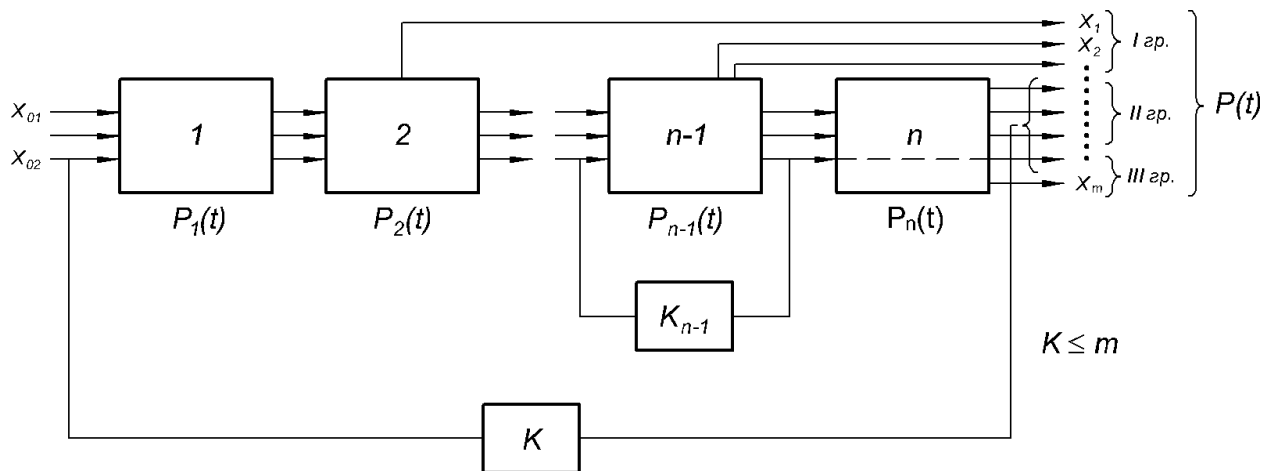 X₁
X₂
I гр.
X₀₁
1
2
n-1
n
II гр.
P(t)
X₀₂
Xₘ
III гр.
P₁(t)
P₂(t)
Pₙ₋₁(t)
Pₙ(t)
Kₙ₋₁
K ≤ m
K